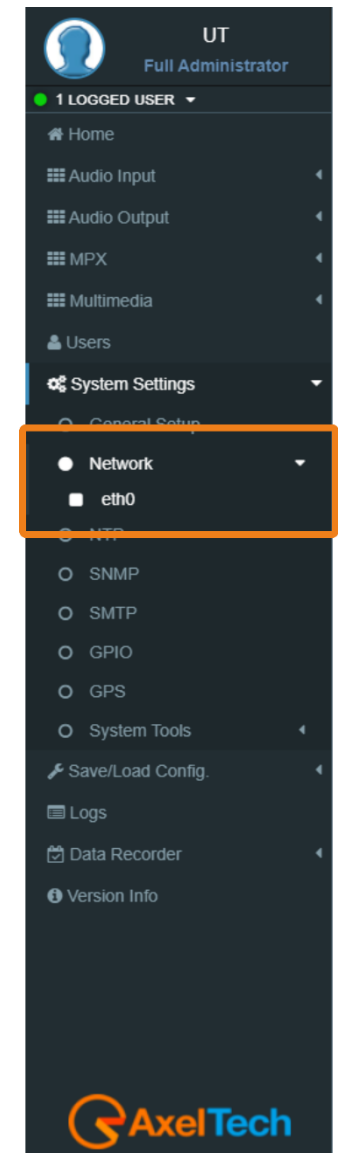 UT
Full Administrator
1 LOGGED USER
Home
Audio Input
Audio Output
MPX
Multimedia
Users
System Settings
General Setup
Network
eth0
NTP
SNMP
SMTP
GPIO
GPS
System Tools
Save/Load Config.
Logs
Data Recorder
Version Info
AxelTech